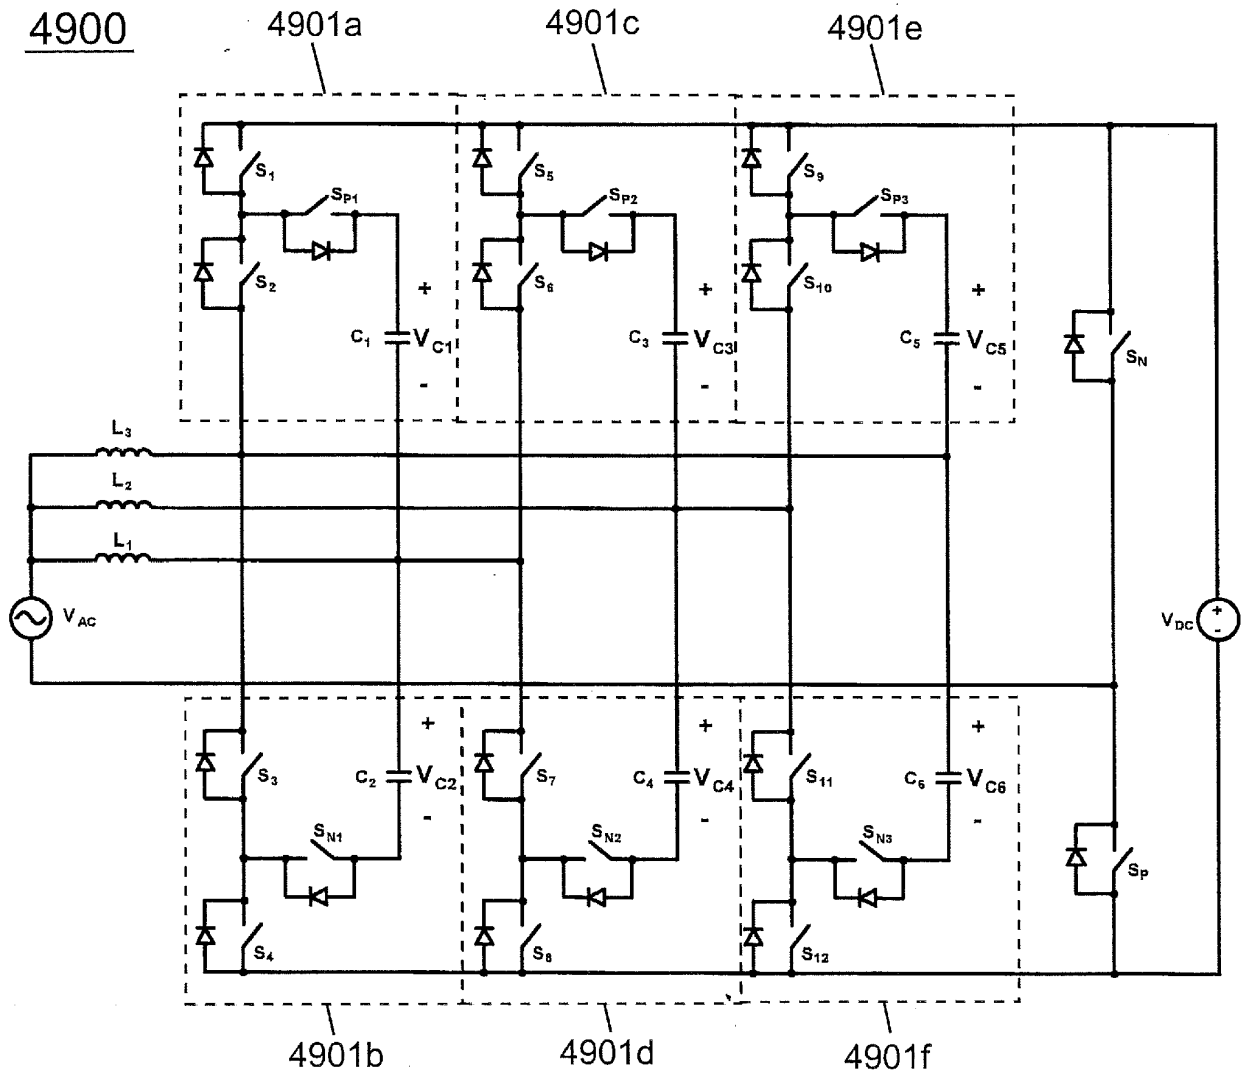 4900
4901a
4901c
4901e
S1
S5
S9
SP1
SP2
SP3
S2
S6
S10
+
+
+
C1
VC1
C3
VC3
C5
VC5
SN
-
-
-
L3
L2
L1
VAC
VDC
+
-
+
+
+
S3
S7
S11
C2
VC2
C4
VC4
C6
VC6
-
-
-
SN1
SN2
SN3
SP
S4
S8
S12
4901b
4901d
4901f